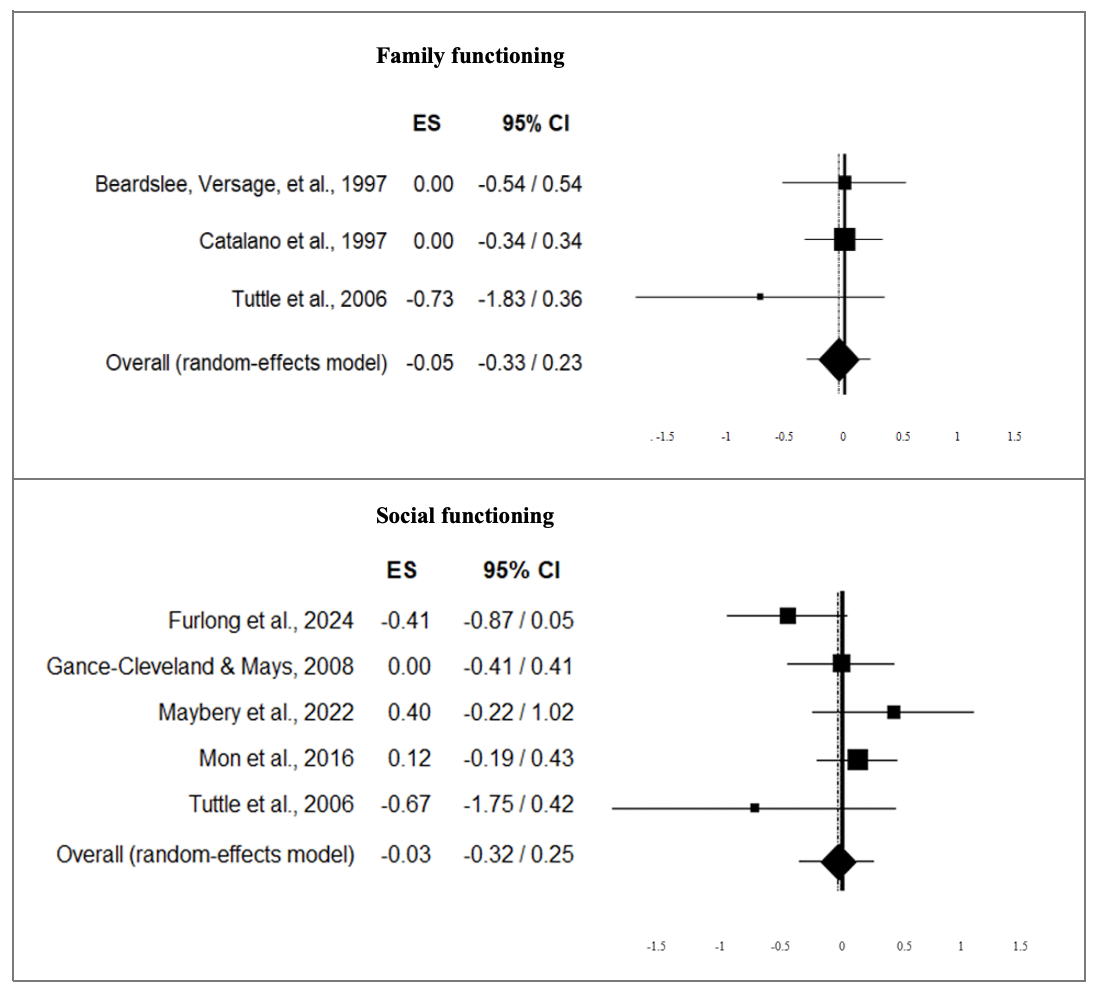 Family functioning
ES 95% CI
Beardslee, Versage, et al., 1997 0.00 -0.54 / 0.54
Catalano et al., 1997 0.00 -0.34 / 0.34
Tuttle et al., 2006 -0.73 -1.83 / 0.36
Overall (random-effects model) -0.05 -0.33 / 0.23
. -1.5 -1 -0.5 0 0.5 1 1.5
Social functioning
ES 95% CI
Furlong et al., 2024 -0.41 -0.87 / 0.05
Gance-Cleveland & Mays, 2008 0.00 -0.41 / 0.41
Maybery et al., 2022 0.40 -0.22 / 1.02
Mon et al., 2016 0.12 -0.19 / 0.43
Tuttle et al., 2006 -0.67 -1.75 / 0.42
Overall (random-effects model) -0.03 -0.32 / 0.25
-1.5 -1 -0.5 0 0.5 1 1.5